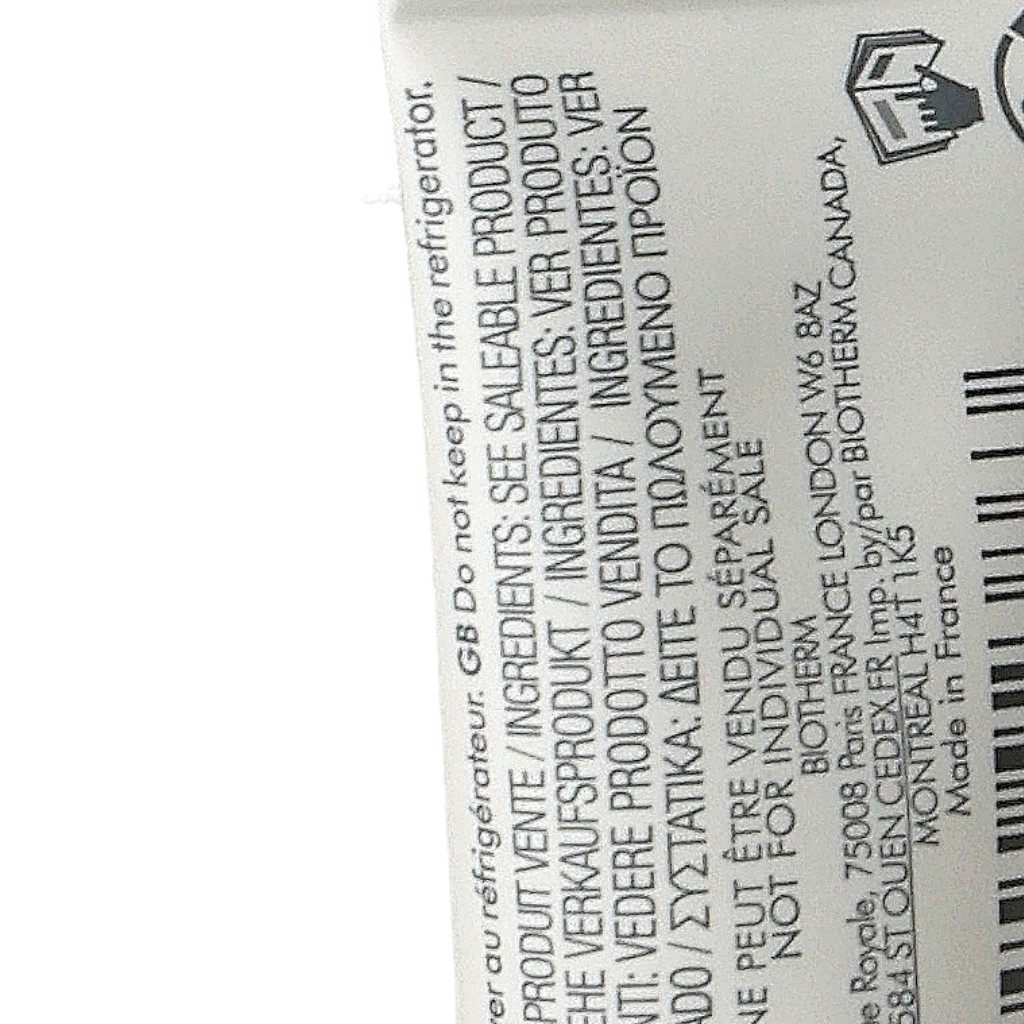 ver au réfrigérateur. GB Do not keep in the refrigerator.
PRODUIT VENTE / INGREDIENTS: SEE SALEABLE PRODUCT /
EHE VERKAUFSPRODUKT / INGREDIENTES: VER PRODUTO
NTI: VEDERE PRODOTTO VENDITA / INGREDIENTES: VER
ADO / ΣΥΣΤΑΤΙΚΑ: ΔΕΙΤΕ ΤΟ ΠΩΛΟΥΜΕΝΟ ΠΡΟΪΟΝ
NE PEUT ÊTRE VENDU SÉPARÉMENT
NOT FOR INDIVIDUAL SALE
BIOTHERM
e Royale, 75008 Paris FRANCE LONDON W6 8AZ
584 ST OUEN CEDEX FR Imp. by/par BIOTHERM CANADA,
MONTREAL H4T 1K5
Made in France